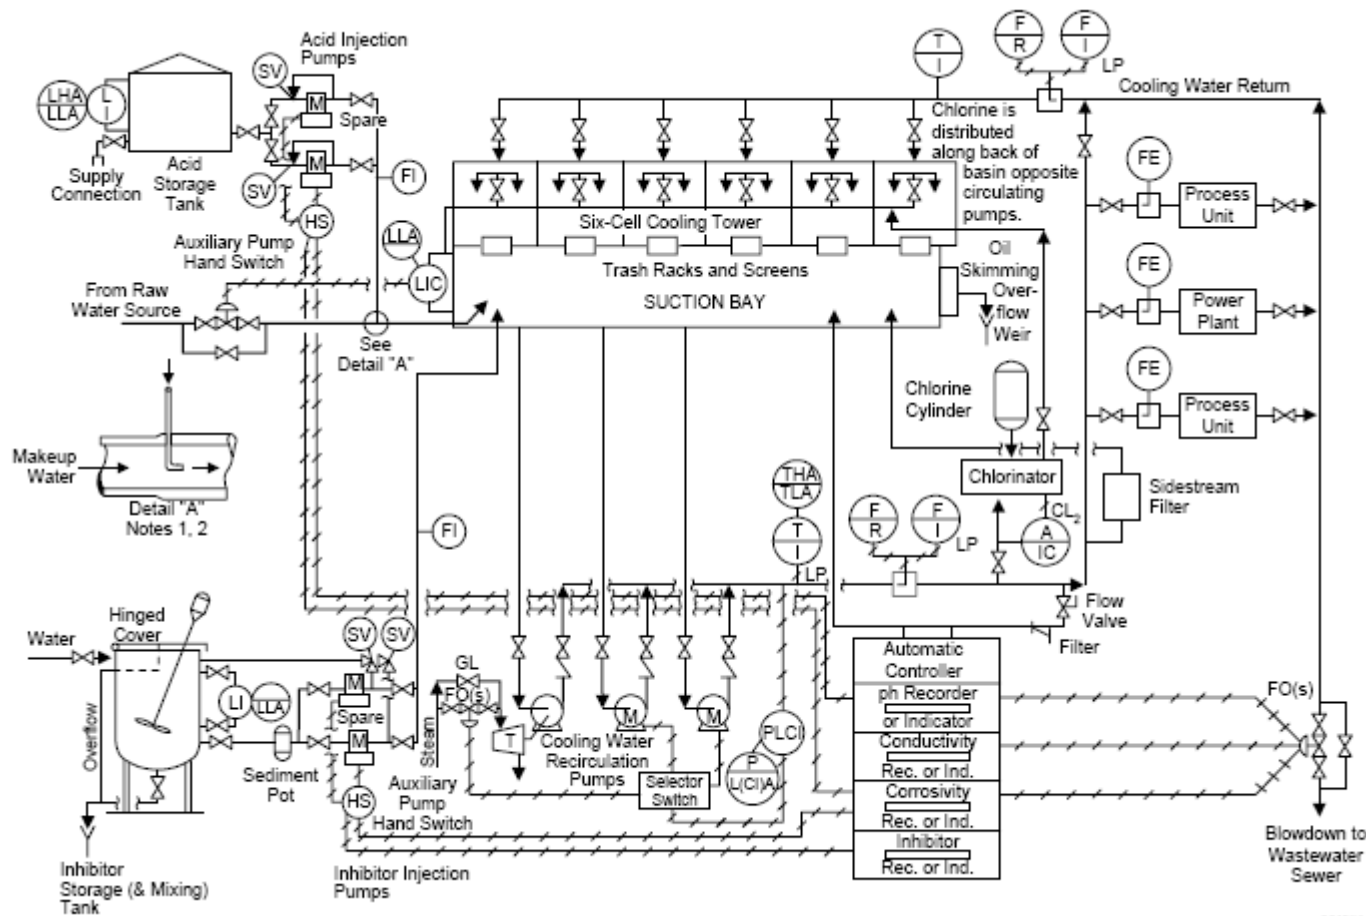 Acid Injection
Pumps
SV
LHA
LLA
L
I
M
Spare
Supply
Connection
Acid
Storage
Tank
M
SV
FI
HS
Auxiliary Pump
Hand Switch
T
I
F
R
F
I
LP
Cooling Water Return
Chlorine is
distributed
along back of
basin opposite
circulating
pumps.
Six-Cell Cooling Tower
LLA
LIC
Trash Racks and Screens
SUCTION BAY
Oil
Skimming
Over-
flow
Weir
FE
Process
Unit
FE
Power
Plant
FE
Process
Unit
From Raw
Water Source
See
Detail "A"
Makeup
Water
Detail "A"
Notes 1, 2
Chlorine
Cylinder
Chlorinator
CL2
A
IC
Sidestream
Filter
FI
THA
TLA
T
I
LP
F
R
F
I
LP
Flow
Valve
Filter
Hinged
Cover
Water
Overflow
LI
LLA
Sediment
Pot
SV
SV
M
Spare
M
HS
Inhibitor
Storage (& Mixing)
Tank
Inhibitor Injection
Pumps
GL
FO(s)
Steam
T
Auxiliary
Pump
Hand Switch
M
M
Cooling Water
Recirculation
Pumps
Selector
Switch
PLCI
P
L(CI)A
Automatic
Controller
ph Recorder
or Indicator
Conductivity
Rec. or Ind.
Corrosivity
Rec. or Ind.
Inhibitor
Rec. or Ind.
FO(s)
Blowdown to
Wastewater
Sewer